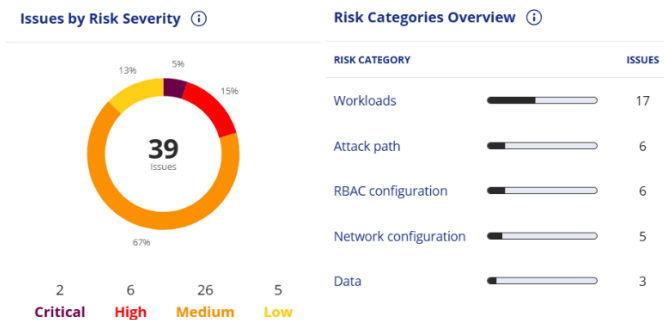 Issues by Risk Severity
5%
13%
15%
39
Issues
67%
2 6 26 5
Critical High Medium Low
Risk Categories Overview
RISK CATEGORY ISSUES
Workloads 17
Attack path 6
RBAC configuration 6
Network configuration 5
Data 3